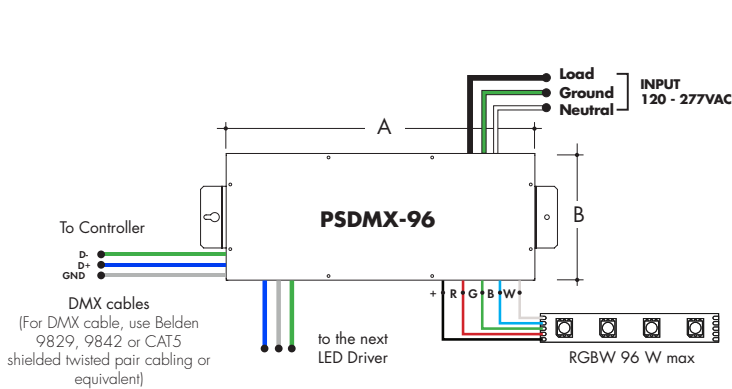 Load
Ground
Neutral
INPUT
120 - 277VAC
A
B
PSDMX-96
To Controller
D-
D+
GND
DMX cables
(For DMX cable, use Belden
9829, 9842 or CAT5
shielded twisted pair cabling or
equivalent)
to the next
LED Driver
+ R G B W
RGBW 96 W max